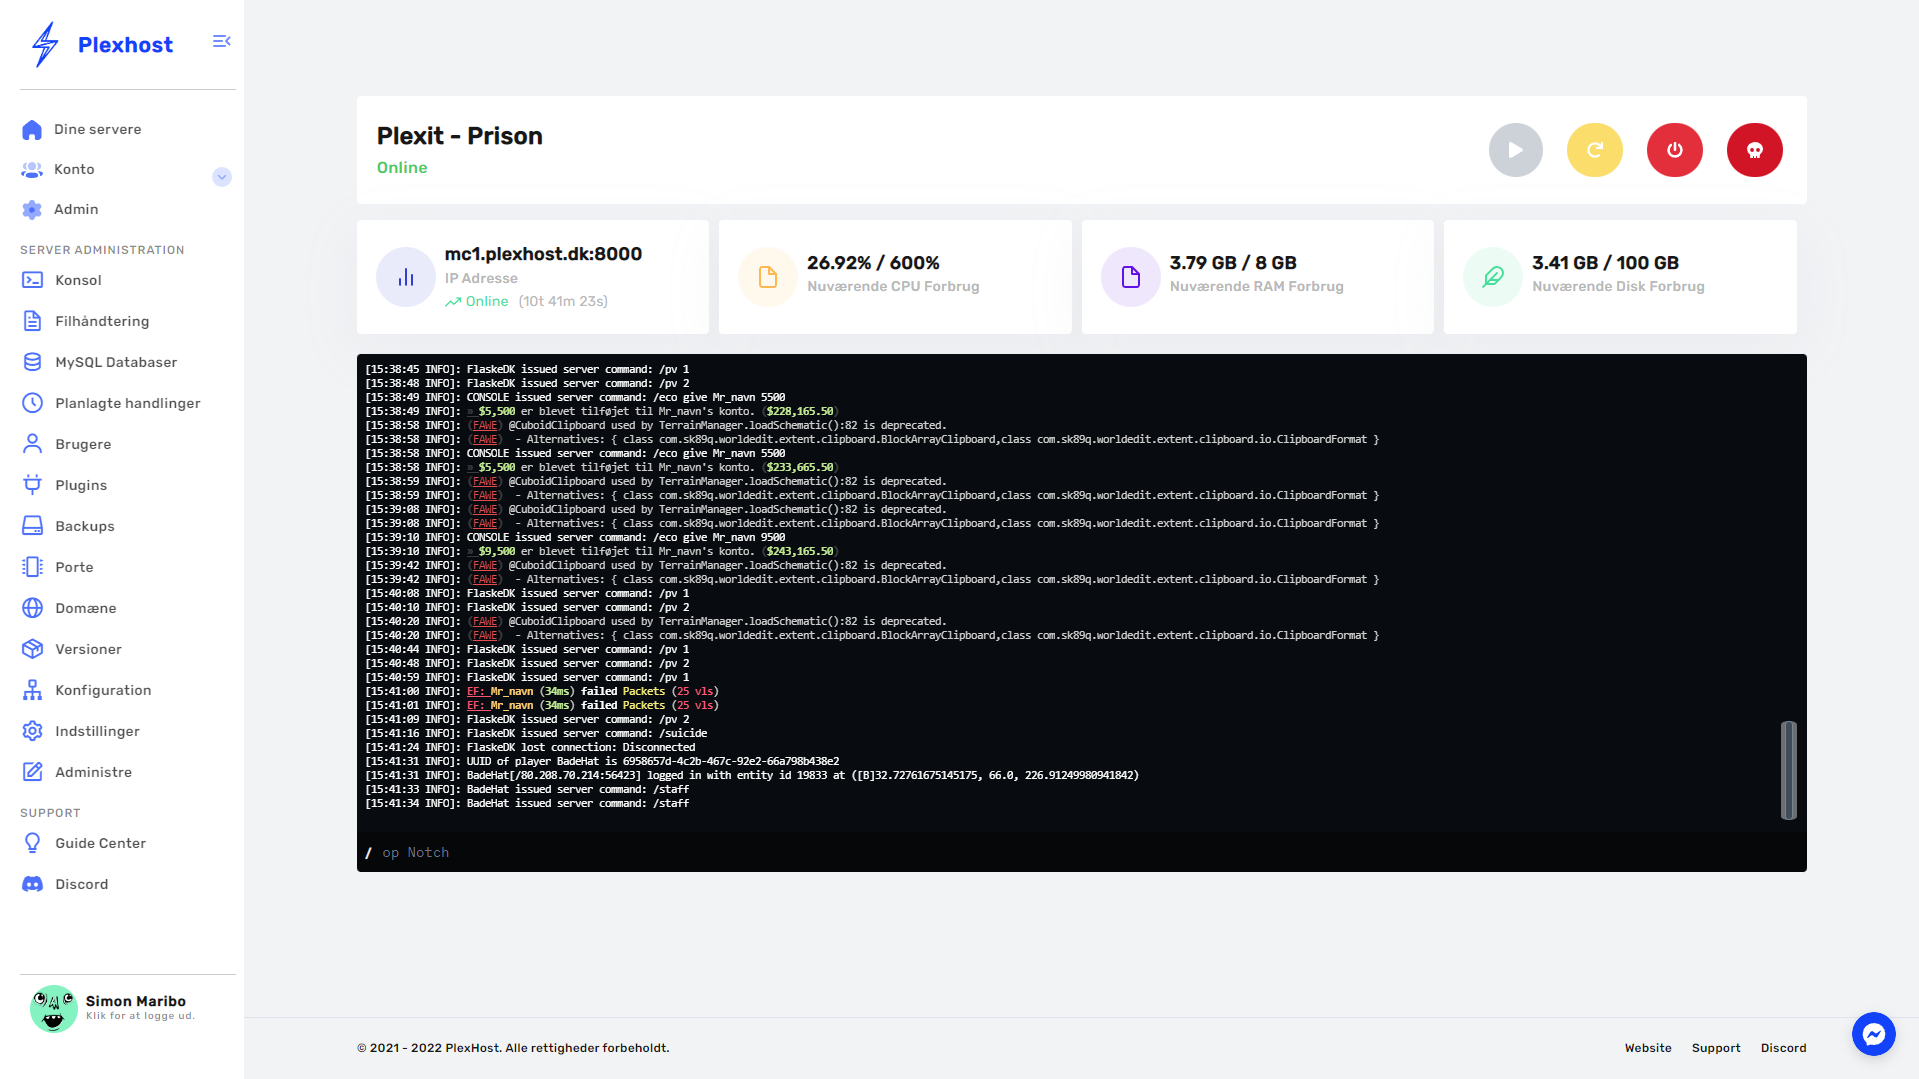 Plexhost
Dine servere
Konto
Admin
SERVER ADMINISTRATION
Konsol
Filhåndtering
MySQL Databaser
Planlagte handlinger
Brugere
Plugins
Backups
Porte
Domæne
Versioner
Konfiguration
Indstillinger
Administre
SUPPORT
Guide Center
Discord
Simon Maribo
Klik for at logge ud.
Plexit - Prison
Online
mc1.plexhost.dk:8000
IP Adresse
Online (10t 41m 23s)
26.92% / 600%
Nuværende CPU Forbrug
3.79 GB / 8 GB
Nuværende RAM Forbrug
3.41 GB / 100 GB
Nuværende Disk Forbrug
[15:38:45 INFO]: FlaskeDK issued server command: /pv 1
[15:38:48 INFO]: FlaskeDK issued server command: /pv 2
[15:38:49 INFO]: CONSOLE issued server command: /eco give Mr_navn 5500
[15:38:49 INFO]: » $5,500 er blevet tilføjet til Mr_navn's konto. ($228,165.50)
[15:38:58 INFO]: (FAWE) @CuboidClipboard used by TerrainManager.loadSchematic():82 is deprecated.
[15:38:58 INFO]: (FAWE)  - Alternatives: { class com.sk89q.worldedit.extent.clipboard.BlockArrayClipboard,class com.sk89q.worldedit.extent.clipboard.io.ClipboardFormat }
[15:38:58 INFO]: CONSOLE issued server command: /eco give Mr_navn 5500
[15:38:58 INFO]: » $5,500 er blevet tilføjet til Mr_navn's konto. ($233,665.50)
[15:38:59 INFO]: (FAWE) @CuboidClipboard used by TerrainManager.loadSchematic():82 is deprecated.
[15:38:59 INFO]: (FAWE)  - Alternatives: { class com.sk89q.worldedit.extent.clipboard.BlockArrayClipboard,class com.sk89q.worldedit.extent.clipboard.io.ClipboardFormat }
[15:39:08 INFO]: (FAWE) @CuboidClipboard used by TerrainManager.loadSchematic():82 is deprecated.
[15:39:08 INFO]: (FAWE)  - Alternatives: { class com.sk89q.worldedit.extent.clipboard.BlockArrayClipboard,class com.sk89q.worldedit.extent.clipboard.io.ClipboardFormat }
[15:39:10 INFO]: CONSOLE issued server command: /eco give Mr_navn 9500
[15:39:10 INFO]: » $9,500 er blevet tilføjet til Mr_navn's konto. ($243,165.50)
[15:39:42 INFO]: (FAWE) @CuboidClipboard used by TerrainManager.loadSchematic():82 is deprecated.
[15:39:42 INFO]: (FAWE)  - Alternatives: { class com.sk89q.worldedit.extent.clipboard.BlockArrayClipboard,class com.sk89q.worldedit.extent.clipboard.io.ClipboardFormat }
[15:40:08 INFO]: FlaskeDK issued server command: /pv 1
[15:40:10 INFO]: FlaskeDK issued server command: /pv 2
[15:40:20 INFO]: (FAWE) @CuboidClipboard used by TerrainManager.loadSchematic():82 is deprecated.
[15:40:20 INFO]: (FAWE)  - Alternatives: { class com.sk89q.worldedit.extent.clipboard.BlockArrayClipboard,class com.sk89q.worldedit.extent.clipboard.io.ClipboardFormat }
[15:40:44 INFO]: FlaskeDK issued server command: /pv 1
[15:40:48 INFO]: FlaskeDK issued server command: /pv 2
[15:40:59 INFO]: FlaskeDK issued server command: /pv 1
[15:41:00 INFO]: EF: Mr_navn (34ms) failed Packets (25 vls)
[15:41:01 INFO]: EF: Mr_navn (34ms) failed Packets (25 vls)
[15:41:09 INFO]: FlaskeDK issued server command: /pv 2
[15:41:16 INFO]: FlaskeDK issued server command: /suicide
[15:41:24 INFO]: FlaskeDK lost connection: Disconnected
[15:41:31 INFO]: UUID of player BadeHat is 6958657d-4c2b-467c-92e2-66a798b438e2
[15:41:31 INFO]: BadeHat[/80.208.70.214:56423] logged in with entity id 19833 at ([B]32.72761675145175, 66.0, 226.91249980941842)
[15:41:33 INFO]: BadeHat issued server command: /staff
[15:41:34 INFO]: BadeHat issued server command: /staff
/ op Notch
© 2021 - 2022 PlexHost. Alle rettigheder forbeholdt.
Website Support Discord